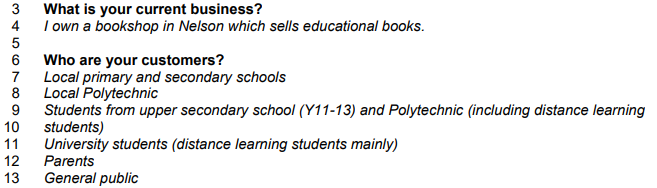 3 What is your current business?
4 I own a bookshop in Nelson which sells educational books.
5
6 Who are your customers?
7 Local primary and secondary schools
8 Local Polytechnic
9 Students from upper secondary school (Y11-13) and Polytechnic (including distance learning
10 students)
11 University students (distance learning students mainly)
12 Parents
13 General public